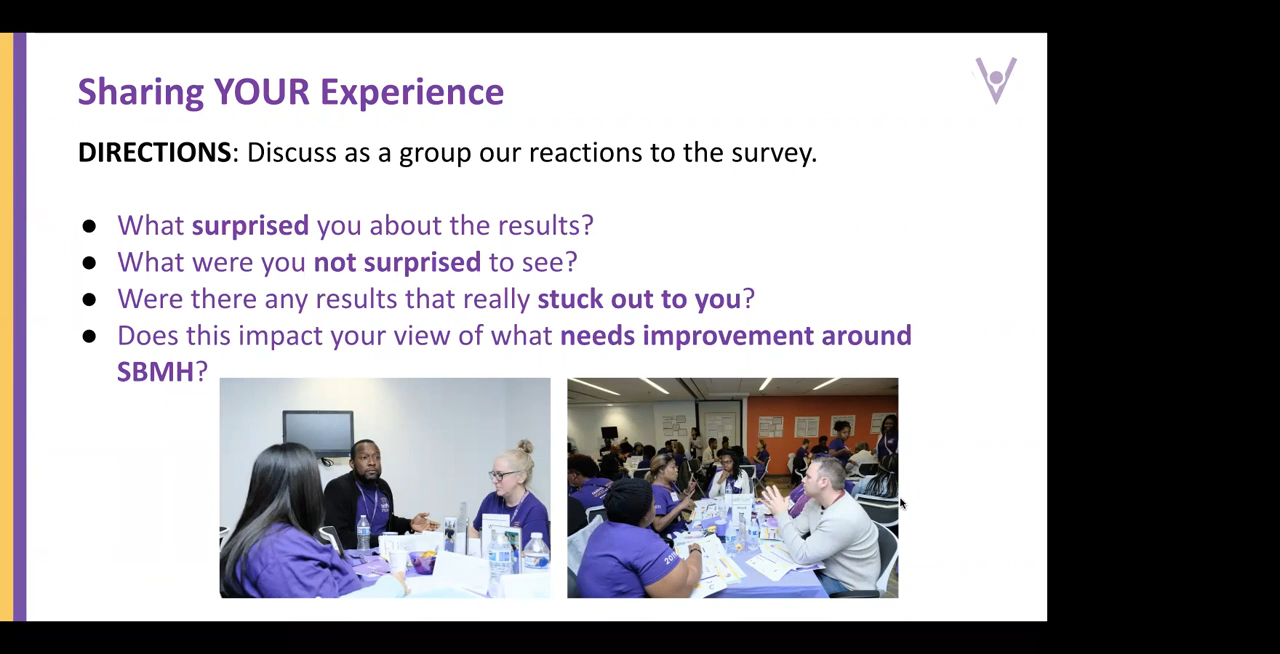 Sharing YOUR Experience
DIRECTIONS: Discuss as a group our reactions to the survey.
● What surprised you about the results?
● What were you not surprised to see?
● Were there any results that really stuck out to you?
● Does this impact your view of what needs improvement around
SBMH?